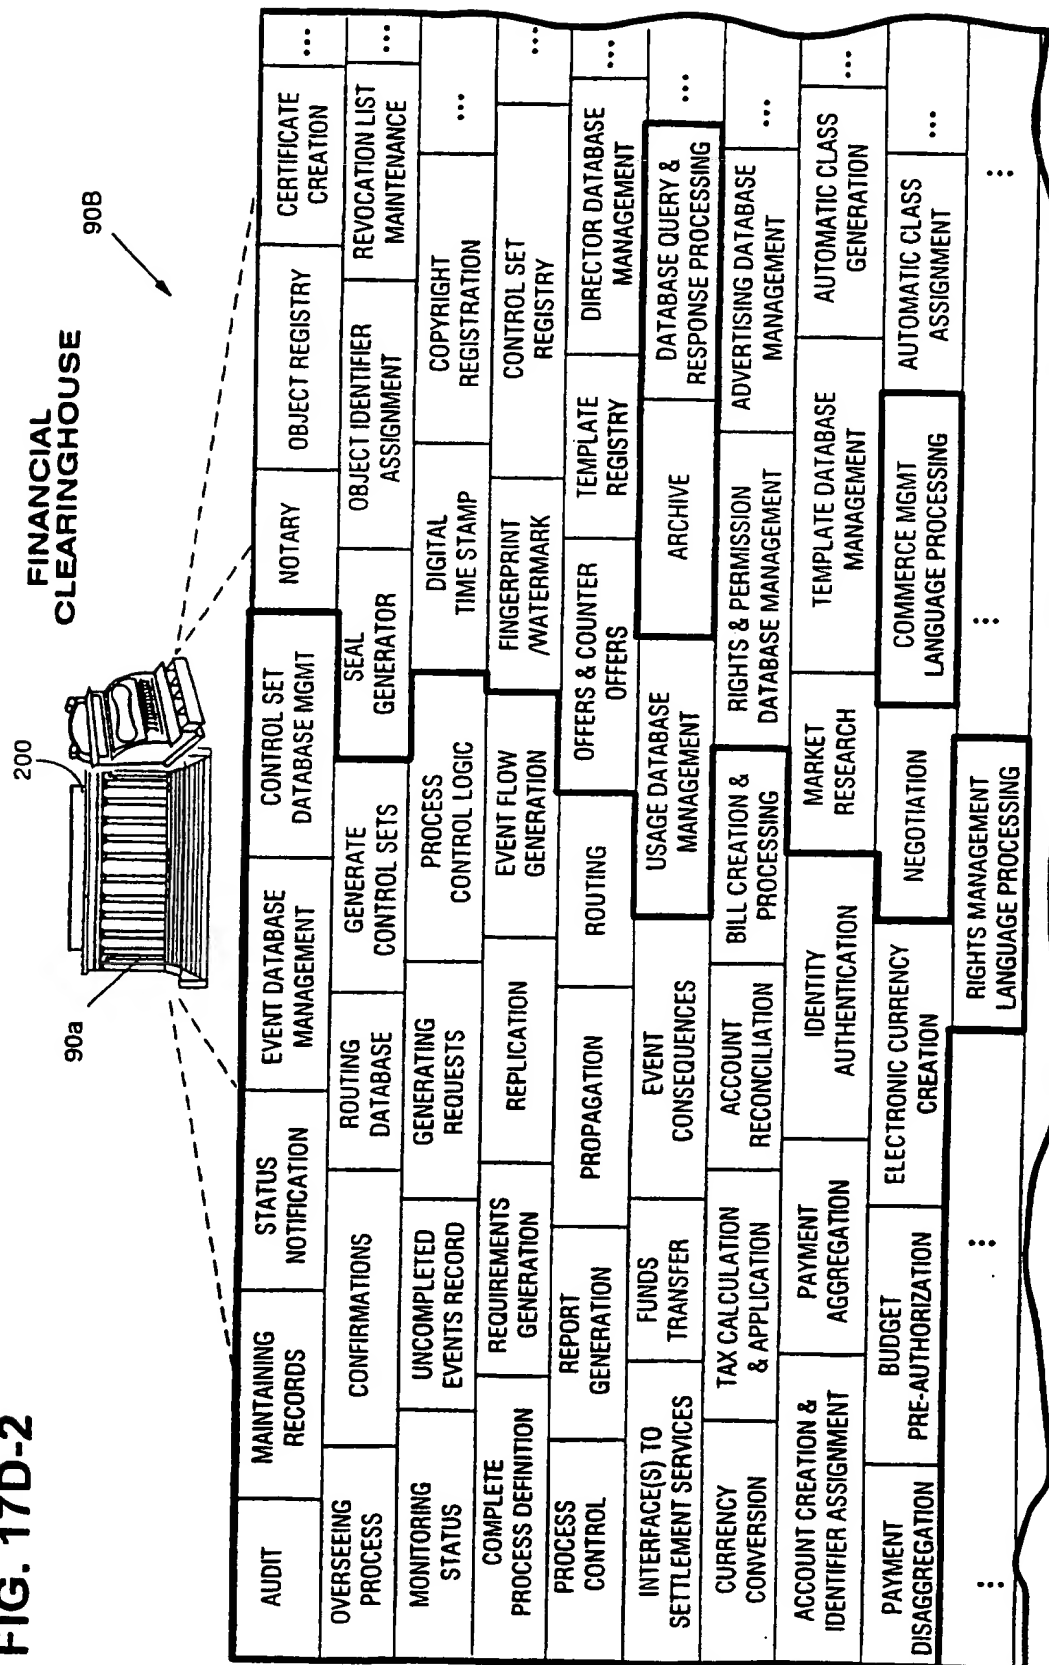 FIG. 17D-2
FINANCIAL
CLEARINGHOUSE
200
90a
90B
AUDIT
MAINTAINING
RECORDS
STATUS
NOTIFICATION
EVENT DATABASE
MANAGEMENT
CONTROL SET
DATABASE MGMT
NOTARY
OBJECT REGISTRY
CERTIFICATE
CREATION
...
OVERSEEING
PROCESS
CONFIRMATIONS
ROUTING
DATABASE
GENERATE
CONTROL SETS
SEAL
GENERATOR
OBJECT IDENTIFIER
ASSIGNMENT
REVOCATION LIST
MAINTENANCE
...
MONITORING
STATUS
UNCOMPLETED
EVENTS RECORD
GENERATING
REQUESTS
PROCESS
CONTROL LOGIC
DIGITAL
TIME STAMP
COPYRIGHT
REGISTRATION
...
COMPLETE
PROCESS DEFINITION
REQUIREMENTS
GENERATION
REPLICATION
EVENT FLOW
GENERATION
FINGERPRINT
/WATERMARK
CONTROL SET
REGISTRY
...
PROCESS
CONTROL
REPORT
GENERATION
PROPAGATION
ROUTING
OFFERS & COUNTER
OFFERS
TEMPLATE
REGISTRY
DIRECTOR DATABASE
MANAGEMENT
...
INTERFACE(S) TO
SETTLEMENT SERVICES
FUNDS
TRANSFER
EVENT
CONSEQUENCES
USAGE DATABASE
MANAGEMENT
ARCHIVE
DATABASE QUERY &
RESPONSE PROCESSING
...
CURRENCY
CONVERSION
TAX CALCULATION
& APPLICATION
ACCOUNT
RECONCILIATION
BILL CREATION &
PROCESSING
RIGHTS & PERMISSION
DATABASE MANAGEMENT
ADVERTISING DATABASE
MANAGEMENT
...
ACCOUNT CREATION &
IDENTIFIER ASSIGNMENT
PAYMENT
AGGREGATION
IDENTITY
AUTHENTICATION
MARKET
RESEARCH
TEMPLATE DATABASE
MANAGEMENT
AUTOMATIC CLASS
GENERATION
...
PAYMENT
DISAGGREGATION
BUDGET
PRE-AUTHORIZATION
ELECTRONIC CURRENCY
CREATION
NEGOTIATION
COMMERCE MGMT
LANGUAGE PROCESSING
AUTOMATIC CLASS
ASSIGNMENT
...
...
...
RIGHTS MANAGEMENT
LANGUAGE PROCESSING
...
...